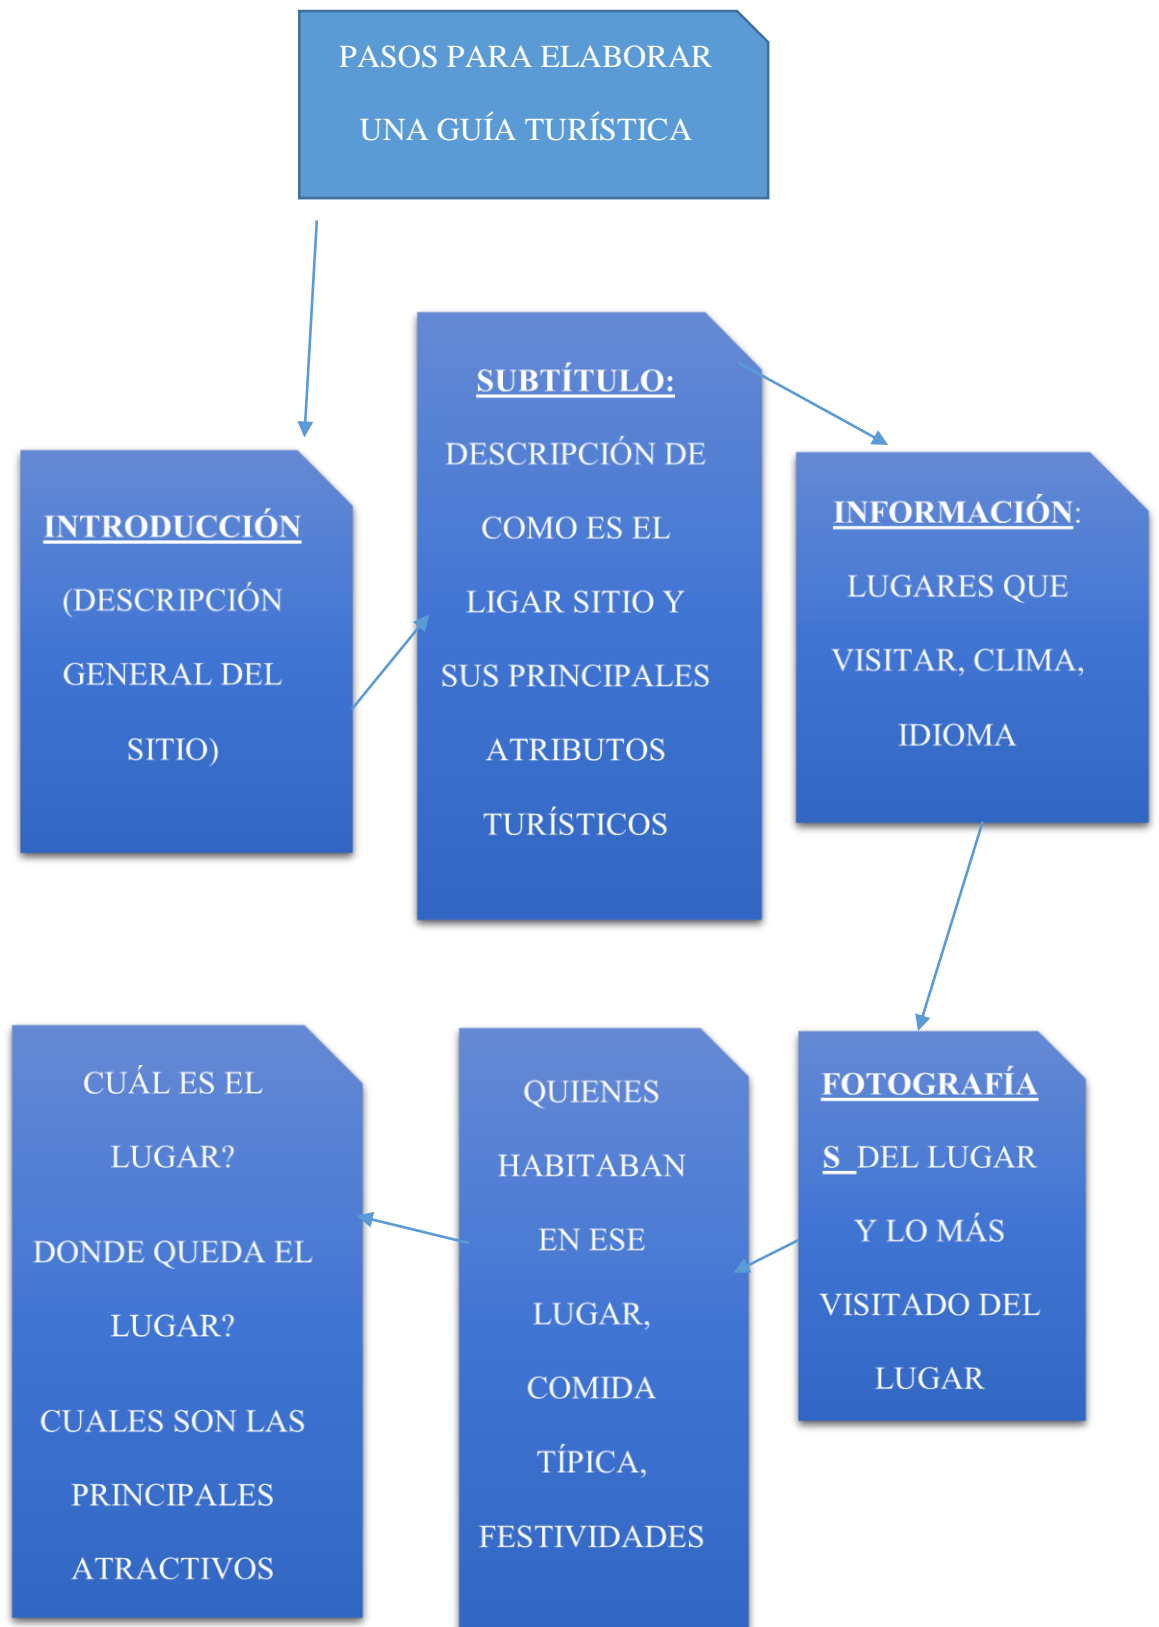 PASOS PARA ELABORAR
UNA GUÍA TURÍSTICA
INTRODUCCIÓN
(DESCRIPCIÓN
GENERAL DEL
SITIO)
SUBTÍTULO:
DESCRIPCIÓN DE
COMO ES EL
LIGAR SITIO Y
SUS PRINCIPALES
ATRIBUTOS
TURÍSTICOS
INFORMACIÓN:
LUGARES QUE
VISITAR, CLIMA,
IDIOMA
FOTOGRAFÍA
S DEL LUGAR
Y LO MÁS
VISITADO DEL
LUGAR
QUIENES
HABITABAN
EN ESE
LUGAR,
COMIDA
TÍPICA,
FESTIVIDADES
CUÁL ES EL
LUGAR?
DONDE QUEDA EL
LUGAR?
CUALES SON LAS
PRINCIPALES
ATRACTIVOS